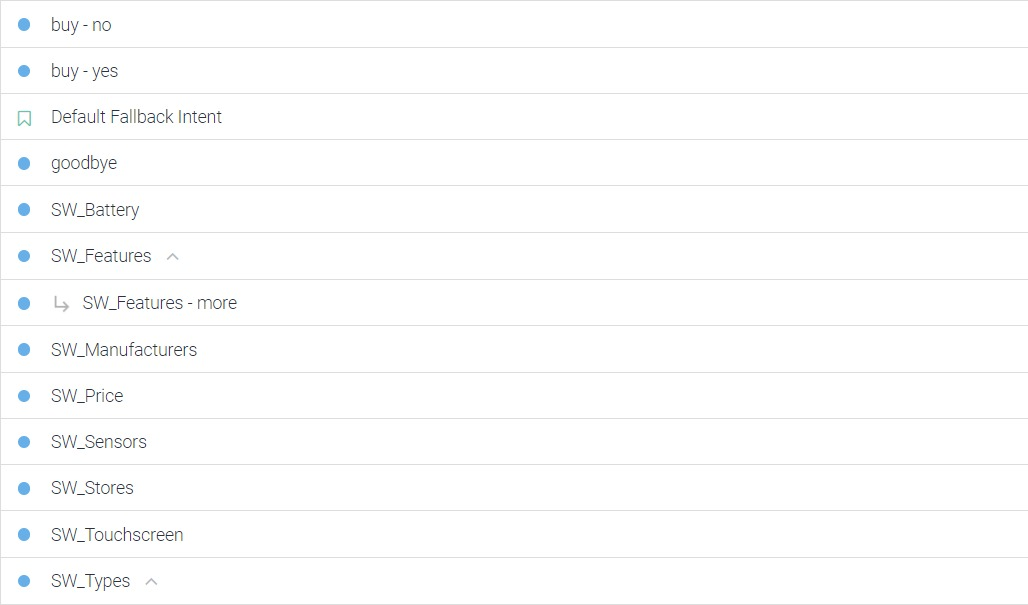 buy - no
buy - yes
Default Fallback Intent
goodbye
SW_Battery
SW_Features
SW_Features - more
SW_Manufacturers
SW_Price
SW_Sensors
SW_Stores
SW_Touchscreen
SW_Types